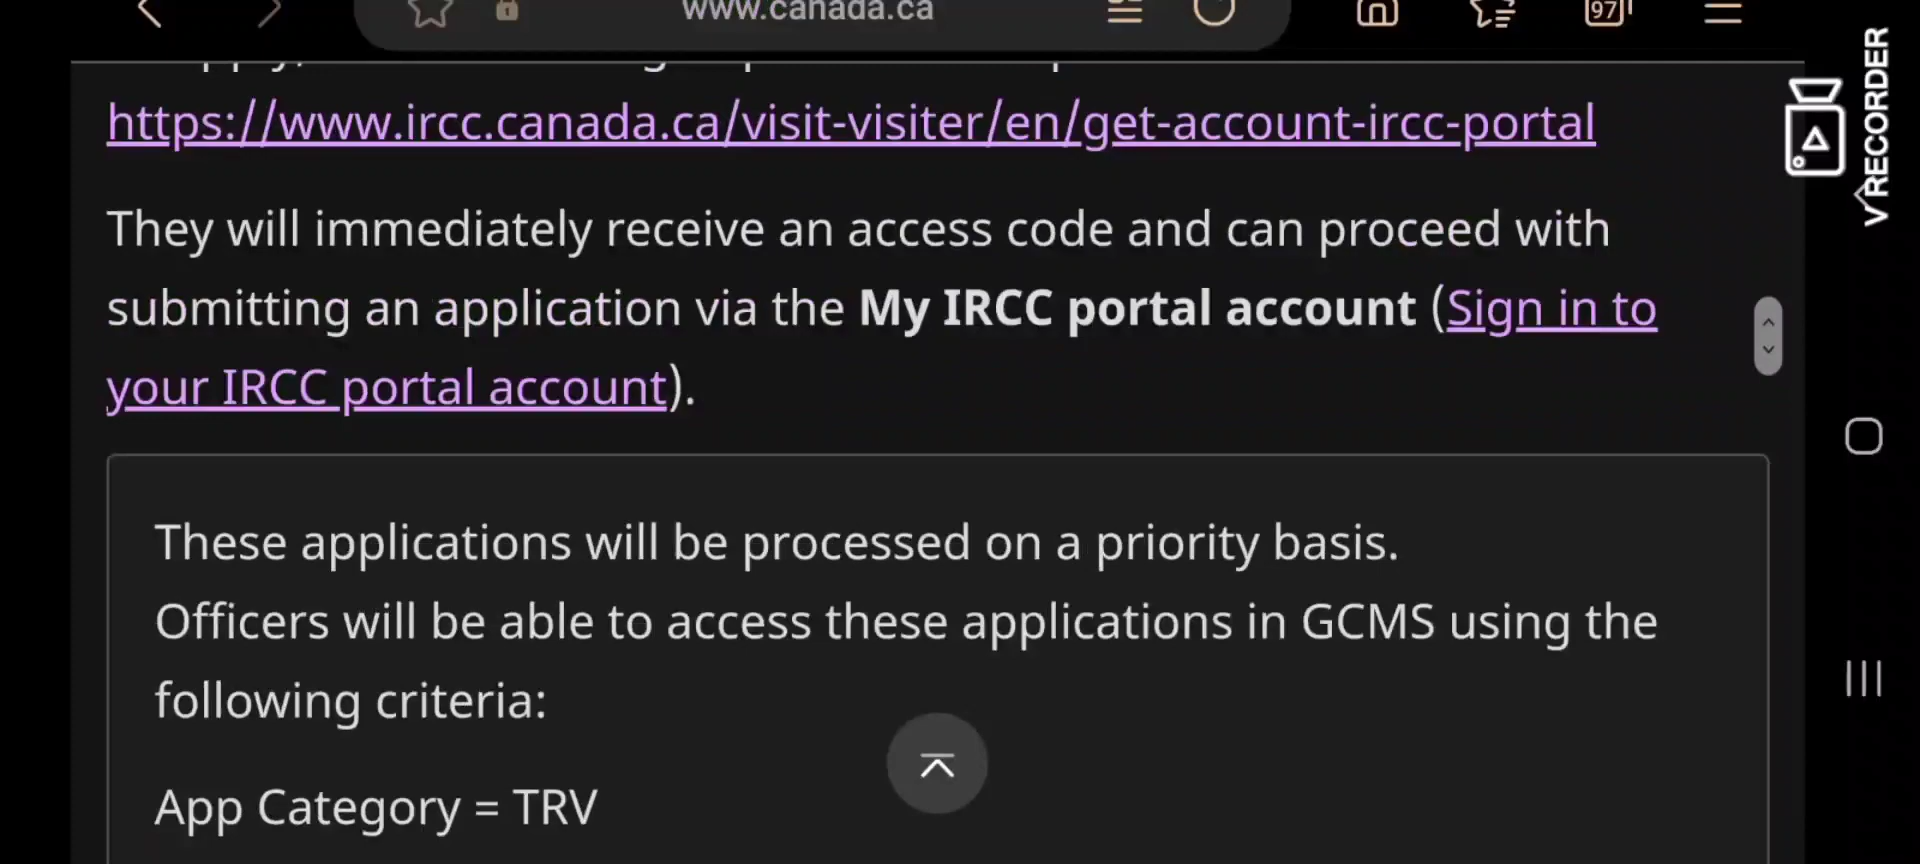 www.canada.ca
97
https://www.ircc.canada.ca/visit-visiter/en/get-account-ircc-portal
They will immediately receive an access code and can proceed with
submitting an application via the My IRCC portal account (Sign in to
your IRCC portal account).
These applications will be processed on a priority basis.
Officers will be able to access these applications in GCMS using the
following criteria:
App Category = TRV
VRECORDER